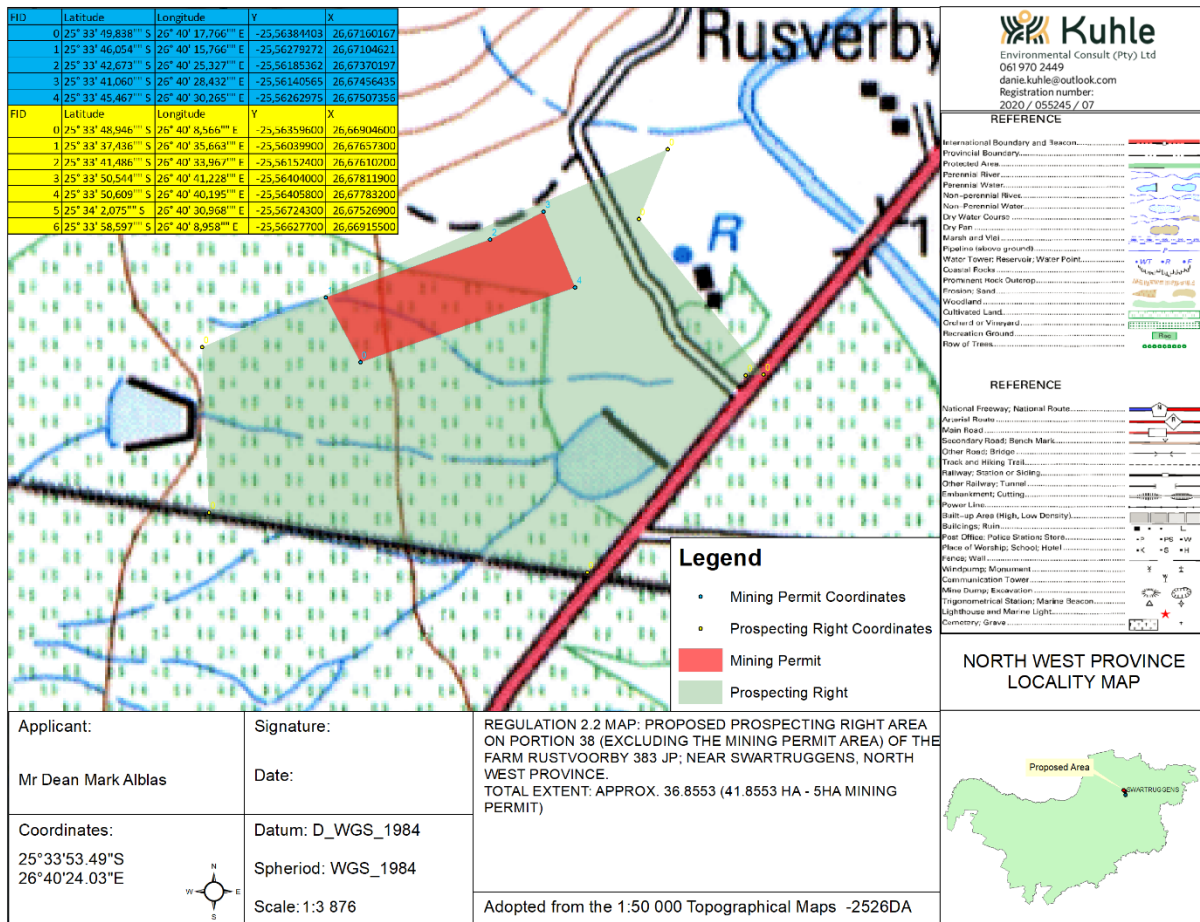 FID Latitude Longitude Y X
0 25° 33' 49,838"" S 26° 40' 17,766" E -25,56384403 26,67160167
1 25° 33' 46,054"" S 26° 40' 15,766" E -25,56279272 26,67104621
2 25° 33' 42,673"" S 26° 40' 25,327"" E -25,56185362 26,67370197
3 25° 33' 41,060"" S 26° 40' 28,432"" E -25,56140565 26,67456435
4 25° 33' 45,467"" S 26° 40' 30,265"" E -25,56262975 26,67507356
FID Latitude Longitude Y X
0 25° 33' 48,946"" S 26° 40' 8,566"" E -25,56359600 26,66904600
1 25° 33' 37,436"" S 26° 40' 35,663"" E -25,56039900 26,67657300
2 25° 33' 41,486"" S 26° 40' 33,967"" E -25,56152400 26,67610200
3 25° 33' 50,544"" S 26° 40' 41,228"" E -25,56404000 26,67811900
4 25° 33' 50,609"" S 26° 40' 40,195"" E -25,56405800 26,67783200
5 25° 34' 2,075"" S 26° 40' 30,968"" E -25,56724300 26,67526900
6 25° 33' 58,597"" S 26° 40' 8,958"" E -25,56627700 26,66915500
Rusverby
R
1
0
1
2
3
4
Legend
Mining Permit Coordinates
Prospecting Right Coordinates
Mining Permit
Prospecting Right
Kuhle
Environmental Consult (Pty) Ltd
061 970 2449
danie.kuhle@outlook.com
Registration number:
2020 / 055245 / 07
REFERENCE
International Boundary and Beacon
Provincial Boundary
Protected Area
Perennial River
Perennial Water
Non-perennial River
Non-Perennial Water
Dry Water Course
Dry Pan
Marsh and Vlei
Pipeline (above ground)
Water Tower; Reservoir; Water Point •WT •R •F
Coastal Rocks
Prominent Rock Outcrop
Erosion; Sand
Woodland
Cultivated Land
Orchard or Vineyard
Recreation Ground Rec
Row of Trees
REFERENCE
National Freeway; National Route N
Arterial Route R
Main Road
Secondary Road; Bench Mark
Other Road; Bridge
Track and Hiking Trail
Railway; Station or Siding
Other Railway; Tunnel
Embankment; Cutting
Power Line
Built-up Area (High, Low Density)
Buildings; Ruin
Post Office; Police Station; Store •P •PS •W
Place of Worship; School; Hotel •K •S •H
Fence; Wall
Windpump; Monument
Communication Tower
Mine Dump; Excavation
Trigonometrical Station; Marine Beacon
Lighthouse and Marine Light
Cemetery; Grave
NORTH WEST PROVINCE
LOCALITY MAP
Proposed Area
SWARTRUGGENS
Applicant:
Mr Dean Mark Alblas
Coordinates:
25°33'53.49"S
26°40'24.03"E
N
W E
S
Signature:
Date:
Datum: D_WGS_1984
Spheriod: WGS_1984
Scale: 1:3 876
REGULATION 2.2 MAP: PROPOSED PROSPECTING RIGHT AREA
ON PORTION 38 (EXCLUDING THE MINING PERMIT AREA) OF THE
FARM RUSTVOORBY 383 JP; NEAR SWARTRUGGENS, NORTH
WEST PROVINCE.
TOTAL EXTENT: APPROX. 36.8553 (41.8553 HA - 5HA MINING
PERMIT)
Adopted from the 1:50 000 Topographical Maps -2526DA